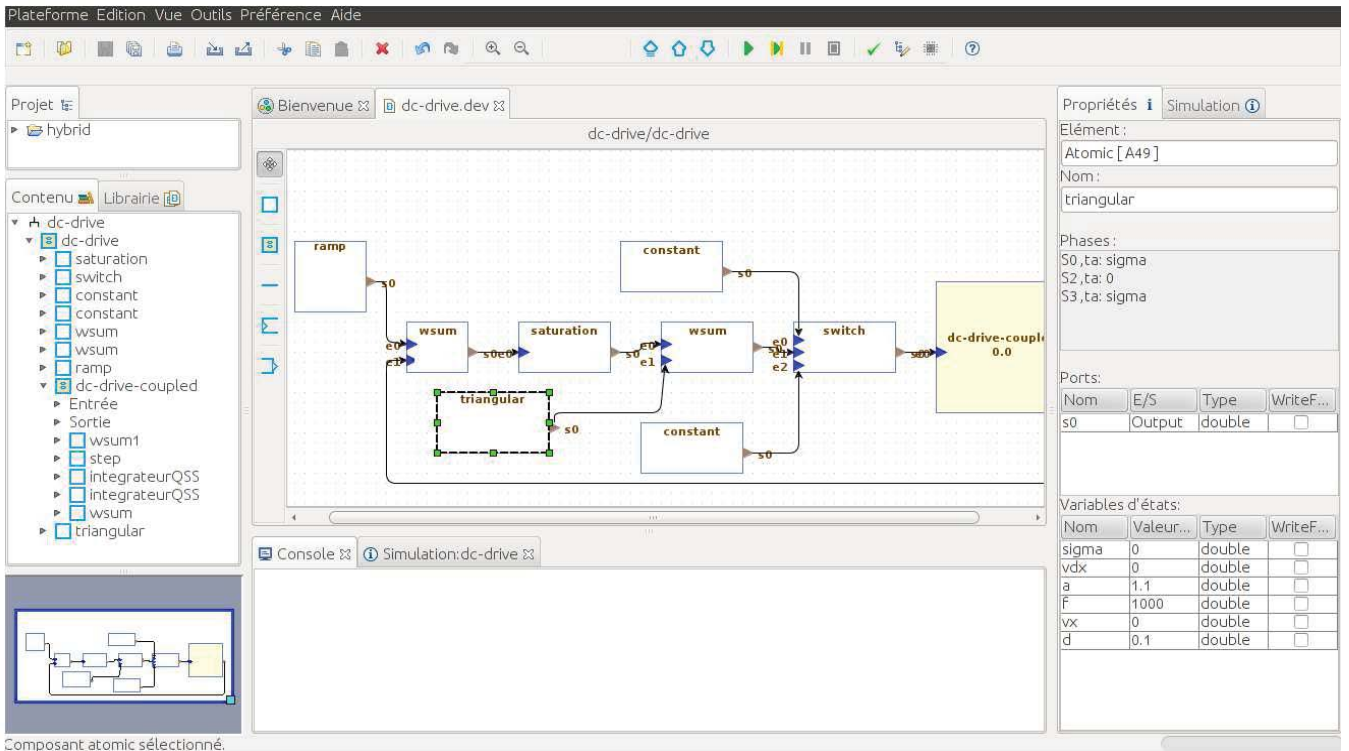 Plateforme Edition Vue Outils Préférence Aide
Projet
hybrid
Contenu Librairie
dc-drive
dc-drive
saturation
switch
constant
constant
wsum
wsum
ramp
dc-drive-coupled
Entrée
Sortie
wsum1
step
integrateurQSS
integrateurQSS
wsum
triangular
Bienvenue dc-drive.dev
dc-drive/dc-drive
ramp
s0
constant
s0
wsum
e0
e1
s0
saturation
e0
s0
wsum
e0
e1
s0
switch
e0
e1
e2
s0
dc-drive-couple
0.0
e0
triangular
s0
constant
s0
Console Simulation:dc-drive
Propriétés i Simulation
Elément :
Atomic [ A49 ]
Nom :
triangular
Phases :
S0 ,ta: sigma
S2 ,ta: 0
S3 ,ta: sigma
Ports:
Nom E/S Type WriteF...
s0 Output double
Variables d'états:
Nom Valeur... Type WriteF...
sigma 0 double
vdx 0 double
a 1.1 double
f 1000 double
vx 0 double
d 0.1 double
Composant atomic sélectionné.